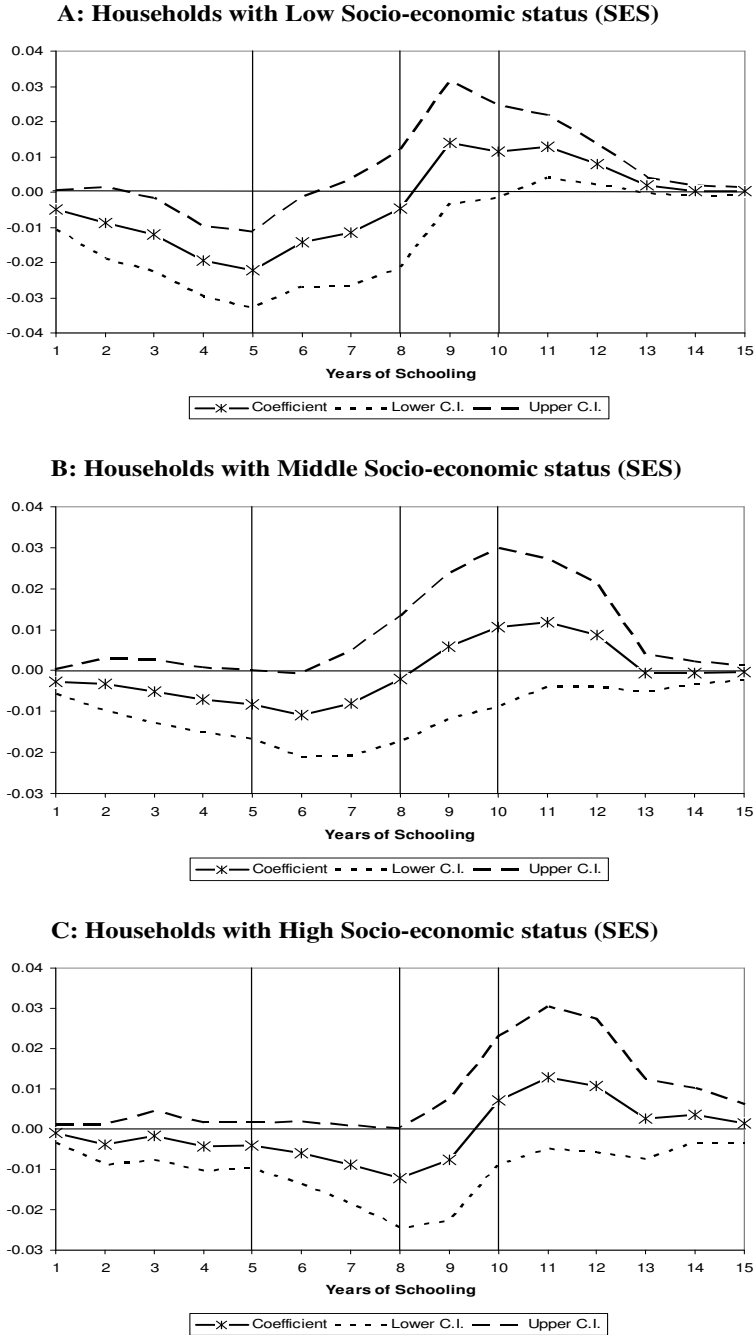 A: Households with Low Socio-economic status (SES)
0.04
0.03
0.02
0.01
0.00
-0.01
-0.02
-0.03
-0.04
1 2 3 4 5 6 7 8 9 10 11 12 13 14 15
Years of Schooling
Coefficient Lower C.I. Upper C.I.
B: Households with Middle Socio-economic status (SES)
0.04
0.03
0.02
0.01
0.00
-0.01
-0.02
-0.03
1 2 3 4 5 6 7 8 9 10 11 12 13 14 15
Years of Schooling
Coefficient Lower C.I. Upper C.I.
C: Households with High Socio-economic status (SES)
0.04
0.03
0.02
0.01
0.00
-0.01
-0.02
-0.03
1 2 3 4 5 6 7 8 9 10 11 12 13 14 15
Years of Schooling
Coefficient Lower C.I. Upper C.I.